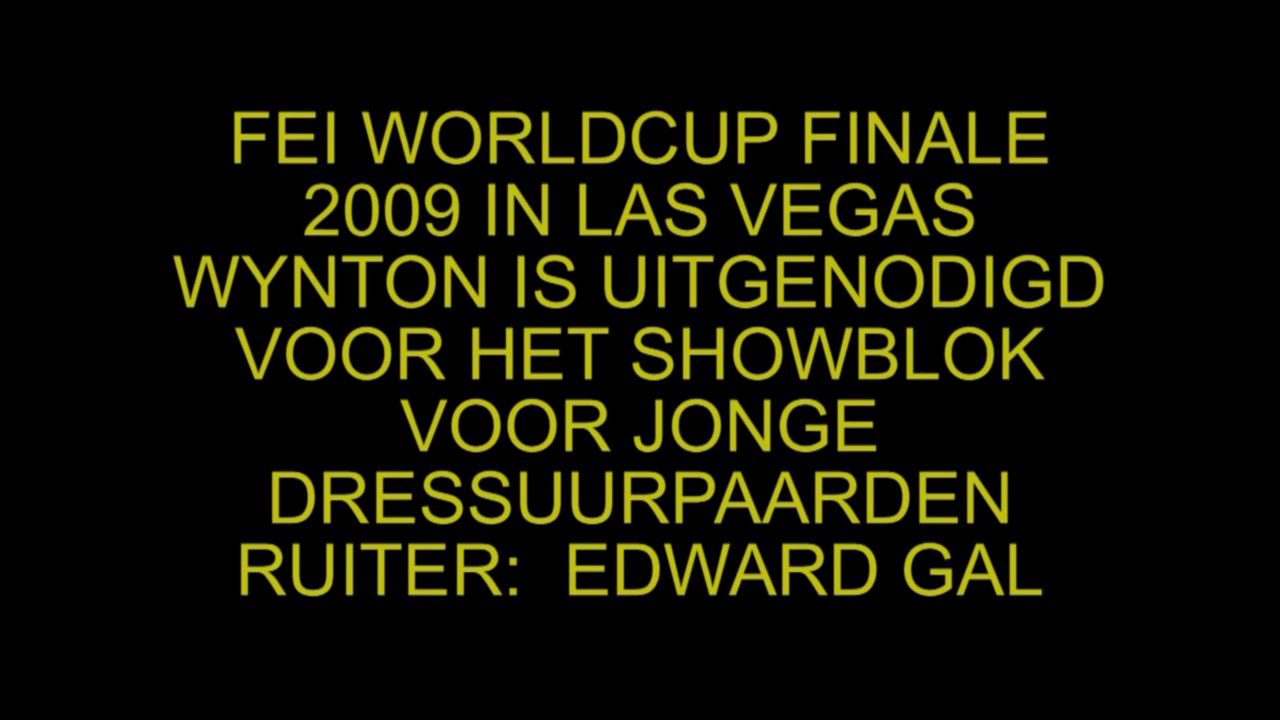 FEI WORLDCUP FINALE
2009 IN LAS VEGAS
WYNTON IS UITGENODIGD
VOOR HET SHOWBLOK
VOOR JONGE
DRESSUURPAARDEN
RUITER:  EDWARD GAL